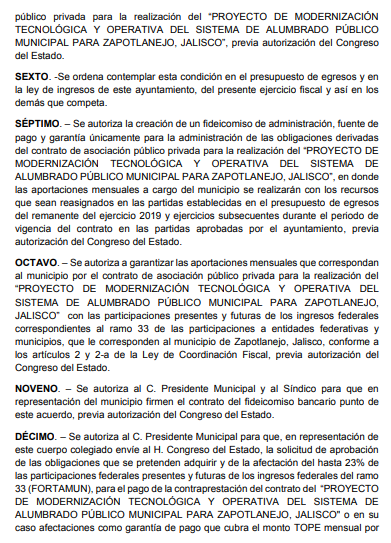 público privada para la realización del “PROYECTO DE MODERNIZACIÓN
TECNOLÓGICA Y OPERATIVA DEL SISTEMA DE ALUMBRADO PÚBLICO
MUNICIPAL PARA ZAPOTLANEJO, JALISCO”, previa autorización del Congreso
del Estado.
SEXTO. -Se ordena contemplar esta condición en el presupuesto de egresos y en
la ley de ingresos de este ayuntamiento, del presente ejercicio fiscal y así en los
demás que competa.
SÉPTIMO. – Se autoriza la creación de un fideicomiso de administración, fuente de
pago y garantía únicamente para la administración de las obligaciones derivadas
del contrato de asociación público privada para la realización del “PROYECTO DE
MODERNIZACIÓN TECNOLÓGICA Y OPERATIVA DEL SISTEMA DE
ALUMBRADO PÚBLICO MUNICIPAL PARA ZAPOTLANEJO, JALISCO”, en donde
las aportaciones mensuales a cargo del municipio se realizarán con los recursos
que sean reasignados en las partidas establecidas en el presupuesto de egresos
del remanente del ejercicio 2019 y ejercicios subsecuentes durante el periodo de
vigencia del contrato en las partidas aprobadas por el ayuntamiento, previa
autorización del Congreso del Estado.
OCTAVO. – Se autoriza a garantizar las aportaciones mensuales que correspondan
al municipio por el contrato de asociación público privada para la realización del
“PROYECTO DE MODERNIZACIÓN TECNOLÓGICA Y OPERATIVA DEL
SISTEMA DE ALUMBRADO PÚBLICO MUNICIPAL PARA ZAPOTLANEJO,
JALISCO” con las participaciones presentes y futuras de los ingresos federales
correspondientes al ramo 33 de las participaciones a entidades federativas y
municipios, que le corresponden al municipio de Zapotlanejo, Jalisco, conforme a
los artículos 2 y 2-a de la Ley de Coordinación Fiscal, previa autorización del
Congreso del Estado.
NOVENO. – Se autoriza al C. Presidente Municipal y al Síndico para que en
representación del municipio firmen el contrato del fideicomiso bancario punto de
este acuerdo, previa autorización del Congreso del Estado.
DÉCIMO. – Se autoriza al C. Presidente Municipal para que, en representación de
este cuerpo colegiado envíe al H. Congreso del Estado, la solicitud de aprobación
de las obligaciones que se pretenden adquirir y de la afectación del hasta 23% de
las participaciones federales presentes y futuras de los ingresos federales del ramo
33 (FORTAMUN), para el pago de la contraprestación del contrato del “PROYECTO
DE MODERNIZACIÓN TECNOLÓGICA Y OPERATIVA DEL SISTEMA DE
ALUMBRADO PÚBLICO MUNICIPAL PARA ZAPOTLANEJO, JALISCO” o en su
caso afectaciones como garantía de pago que cubra el monto TOPE mensual por